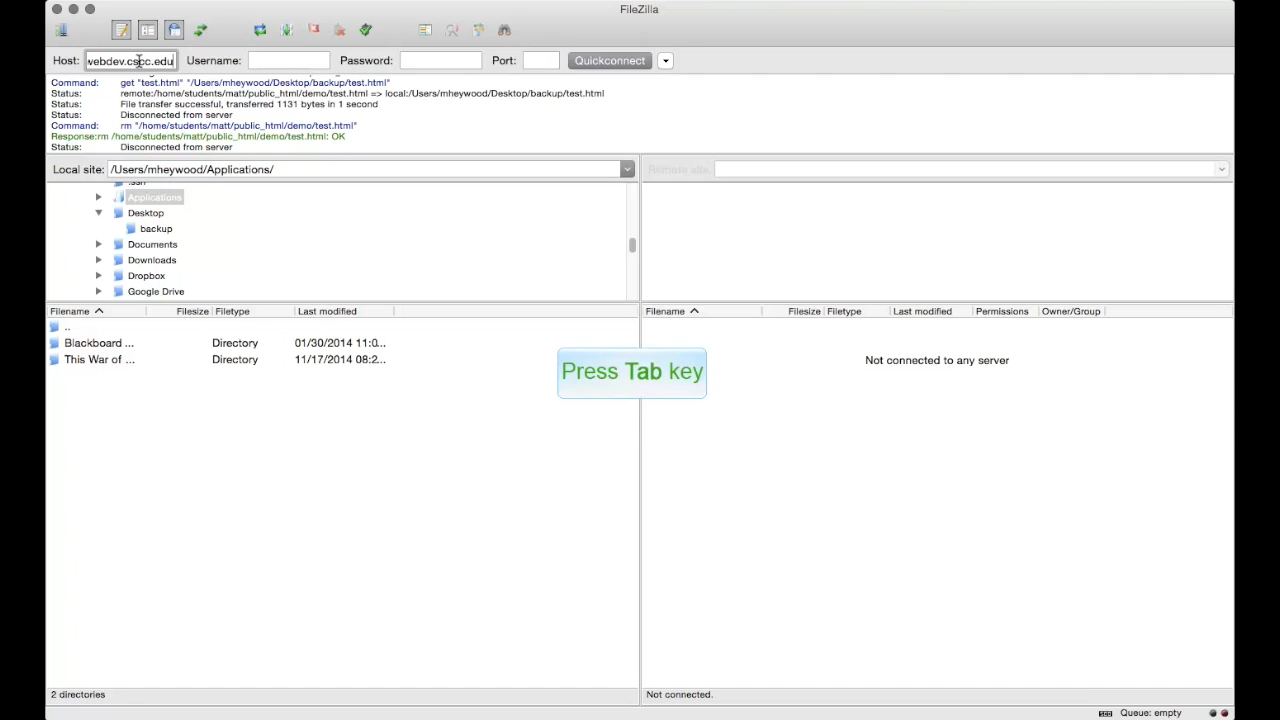 FileZilla
Host: webdev.cscc.edu Username: Password: Port: Quickconnect
Command: get "test.html" "/Users/mheywood/Desktop/backup/test.html"
Status: remote:/home/students/matt/public_html/demo/test.html => local:/Users/mheywood/Desktop/backup/test.html
Status: File transfer successful, transferred 1131 bytes in 1 second
Status: Disconnected from server
Command: rm "/home/students/matt/public_html/demo/test.html"
Response:rm /home/students/matt/public_html/demo/test.html: OK
Status: Disconnected from server
Local site: /Users/mheywood/Applications/ Remote site:
.ssh
Applications
Desktop
backup
Documents
Downloads
Dropbox
Google Drive
Filename Filesize Filetype Last modified Filename Filesize Filetype Last modified Permissions Owner/Group
..
Blackboard ... Directory 01/30/2014 11:0...
This War of ... Directory 11/17/2014 08:2... Not connected to any server
Press Tab key
2 directories Not connected.
Queue: empty